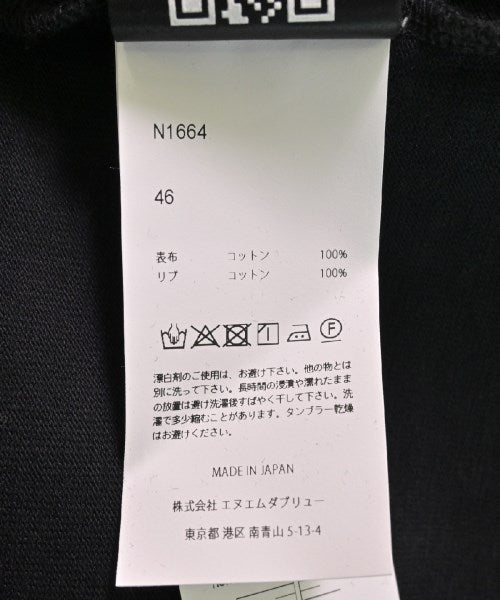 N1664
46
表布 コットン 100%
リブ コットン 100%
漂白剤のご使用は、お避け下さい。他の物とは
別に洗って下さい。長時間の浸漬や濡れたまま
の放置は避け洗濯後すばやく干して下さい。洗
濯で多少縮むことがあります。タンブラー乾燥
はお避けください。
MADE IN JAPAN
株式会社 エヌエムダブリュー
東京都 港区 南青山 5-13-4